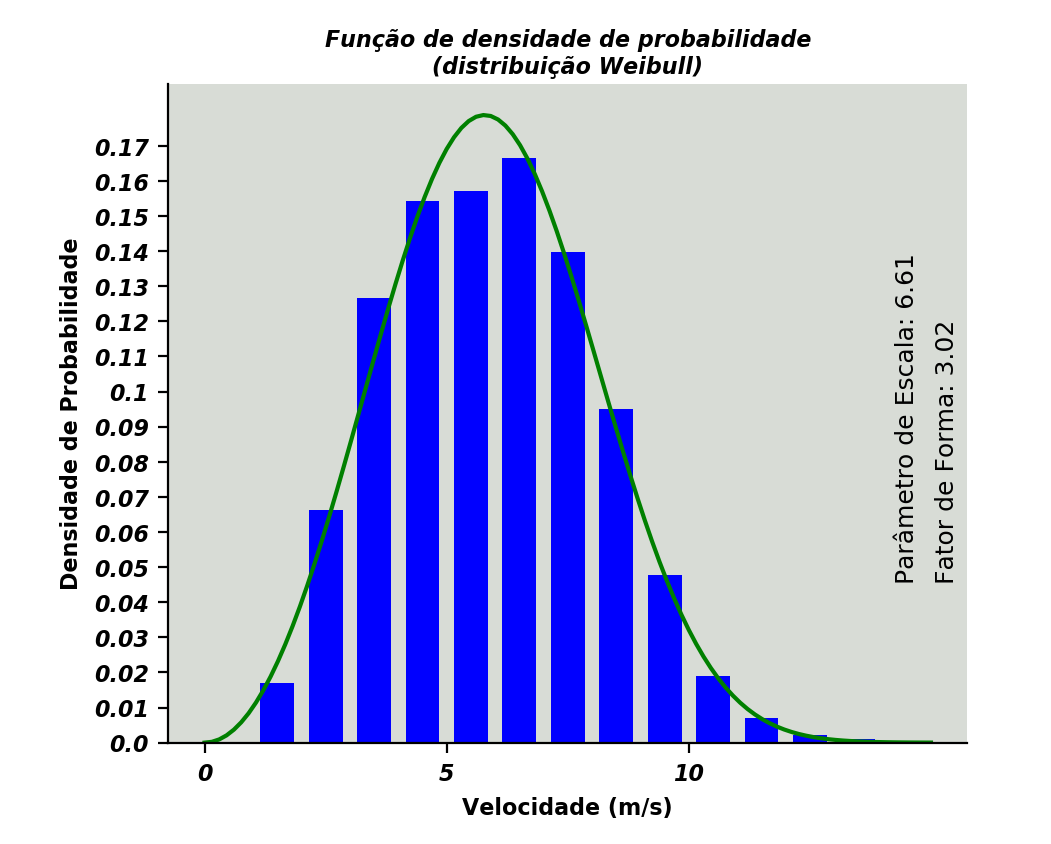 Função de densidade de probabilidade
(distribuição Weibull)
Densidade de Probabilidade
0.17
0.16
0.15
0.14
0.13
0.12
0.11
0.1
0.09
0.08
0.07
0.06
0.05
0.04
0.03
0.02
0.01
0.0
0 5 10
Velocidade (m/s)
Parâmetro de Escala: 6.61
Fator de Forma: 3.02